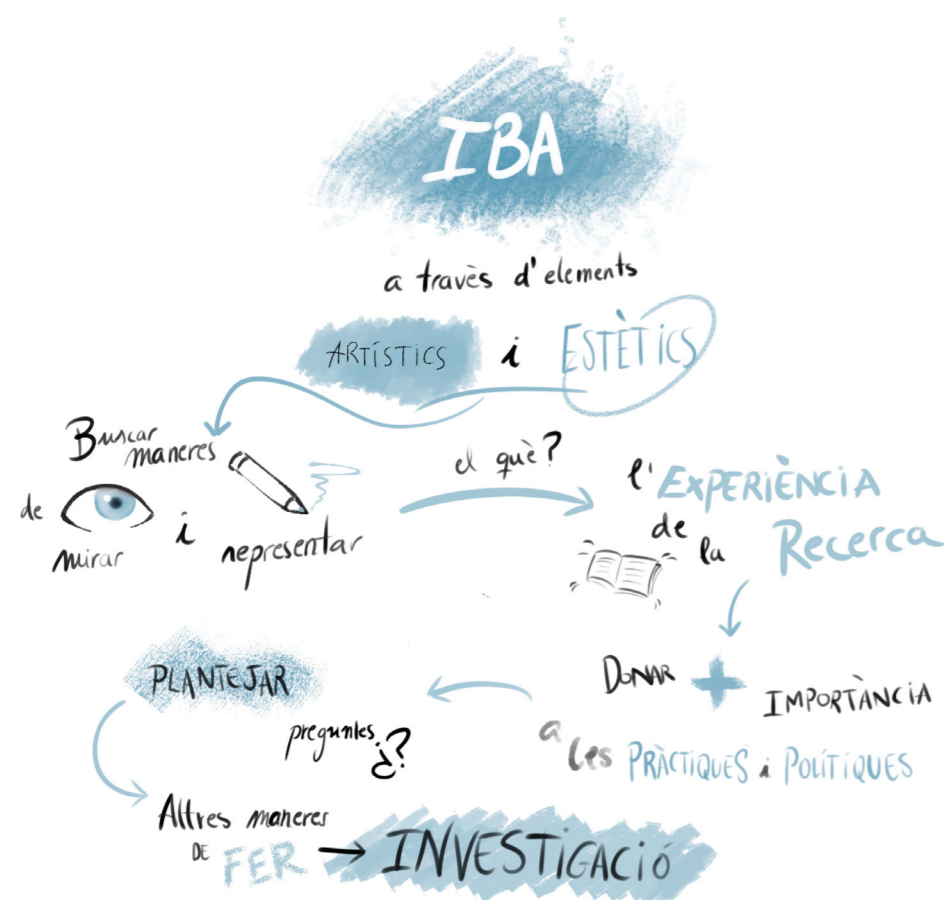 IBA
a travès d'elements
ARTÍSTICS i ESTÈTICS
Buscar
maneres
de
mirar
i
representar
el què?
l'EXPERIÈNCIA
de la
Recerca
DONAR +
IMPORTÀNCIA
a les PRÀCTIQUES i POLÍTIQUES
PLANTEJAR
preguntes ¿?
Altres maneres
DE FER → INVESTIGACIÓ